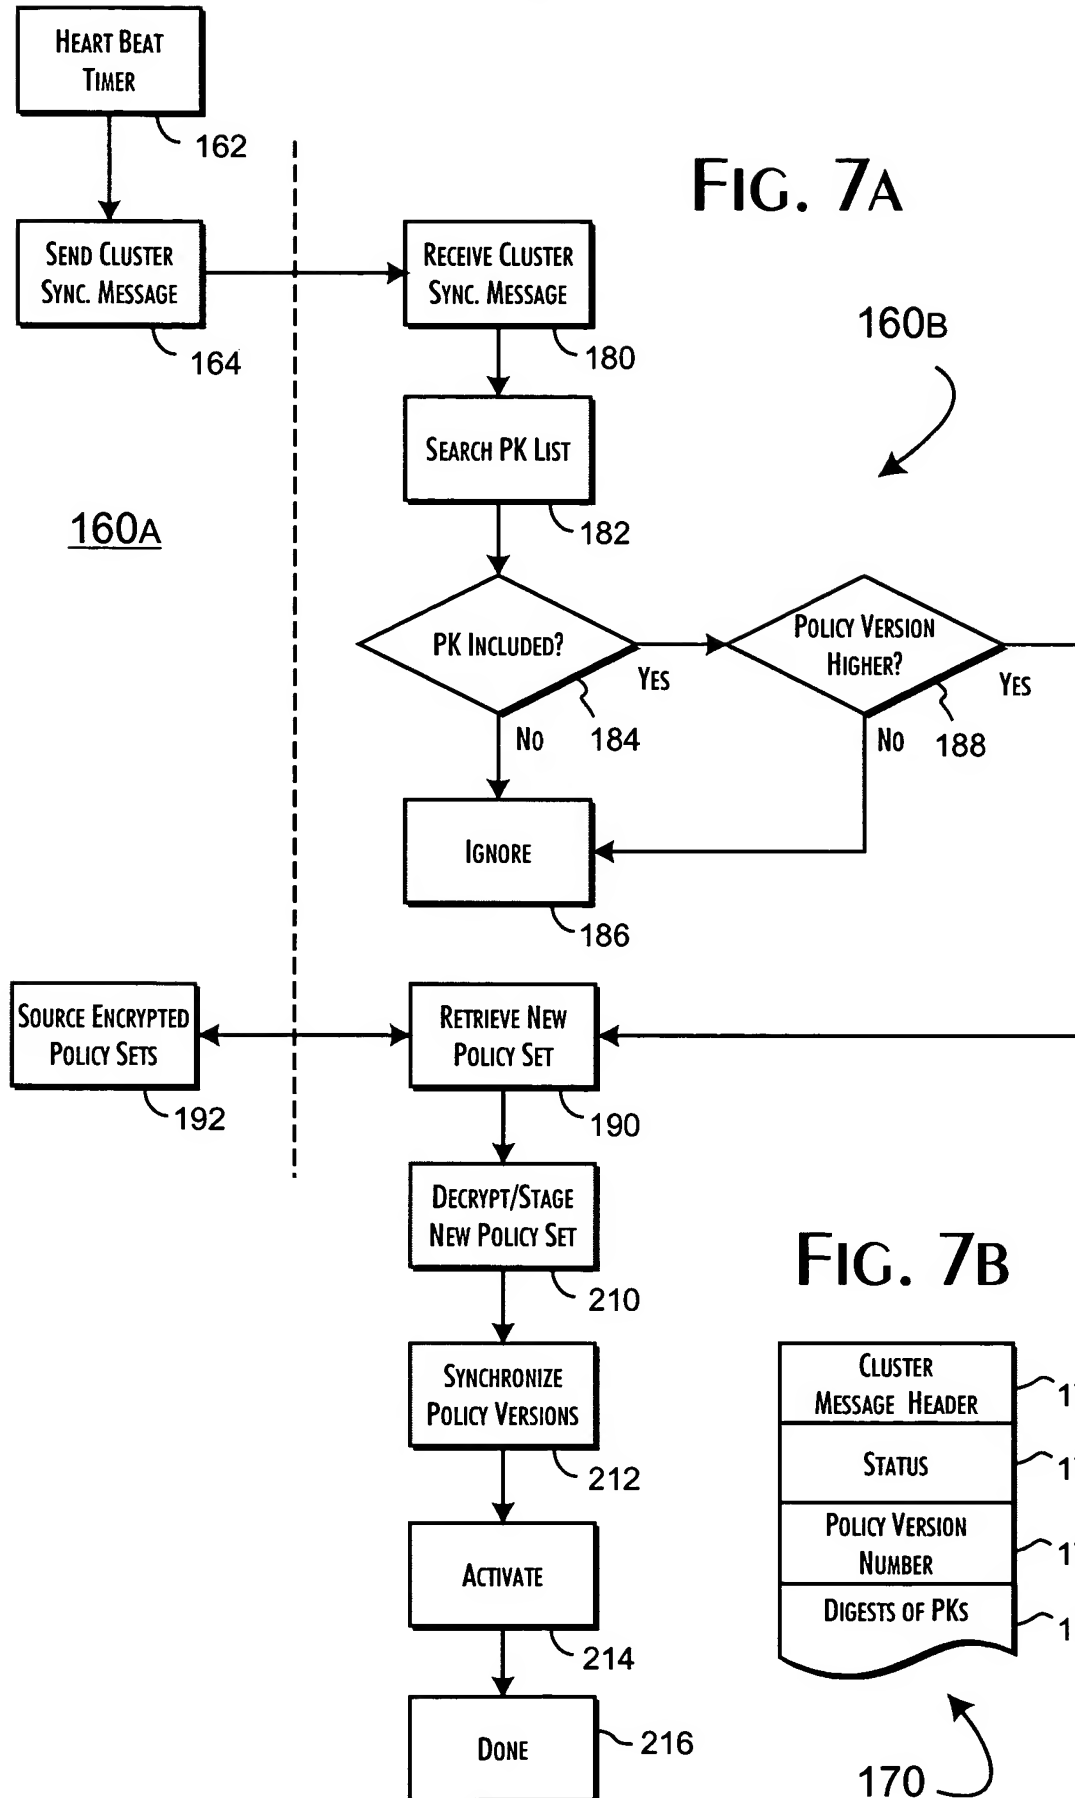 HEART BEAT
TIMER
162
FIG. 7A
SEND CLUSTER
SYNC. MESSAGE
164
RECEIVE CLUSTER
SYNC. MESSAGE
180
160B
SEARCH PK LIST
182
160A
PK INCLUDED?
YES
184
NO
POLICY VERSION
HIGHER?
YES
188
NO
IGNORE
186
SOURCE ENCRYPTED
POLICY SETS
192
RETRIEVE NEW
POLICY SET
190
DECRYPT/STAGE
NEW POLICY SET
210
SYNCHRONIZE
POLICY VERSIONS
212
ACTIVATE
214
DONE
216
FIG. 7B
CLUSTER
MESSAGE HEADER
STATUS
POLICY VERSION
NUMBER
DIGESTS OF PKS
170